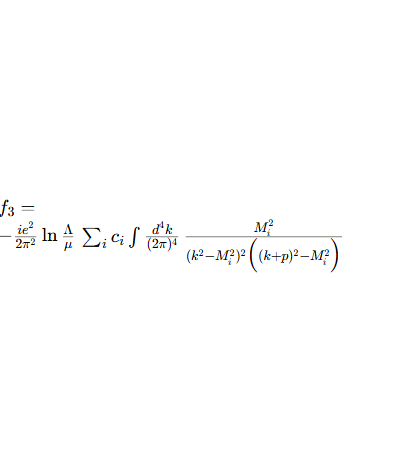 f₃ =
− \frac{ie^2}{2\pi^2} \ln \frac{\Lambda}{\mu} \sum_i c_i \int \frac{d^4k}{(2\pi)^4} \frac{M_i^2}{(k^2-M_i^2)^2\left((k+p)^2-M_i^2\right)}